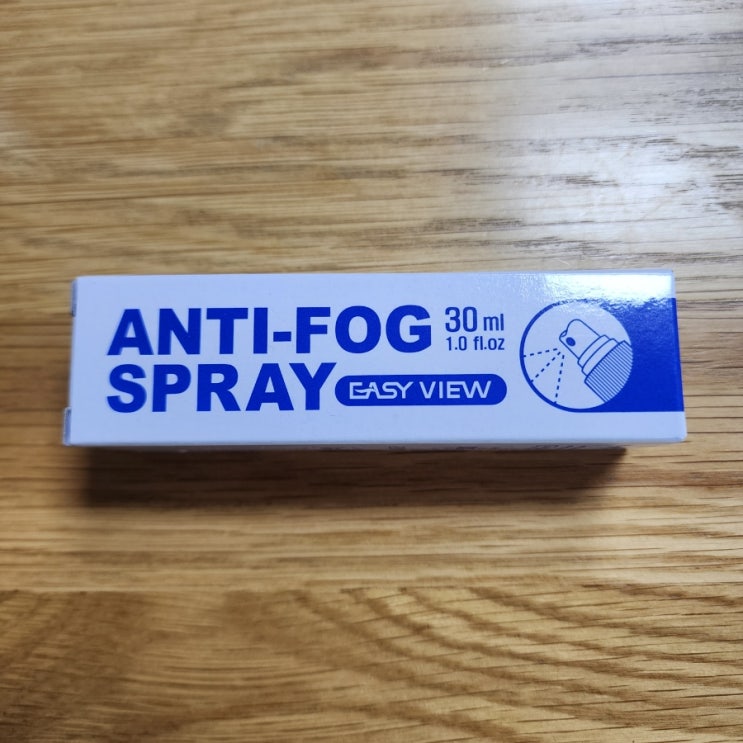 ANTI-FOG 30 ml
1.0 fl.oz
SPRAY EASY VIEW